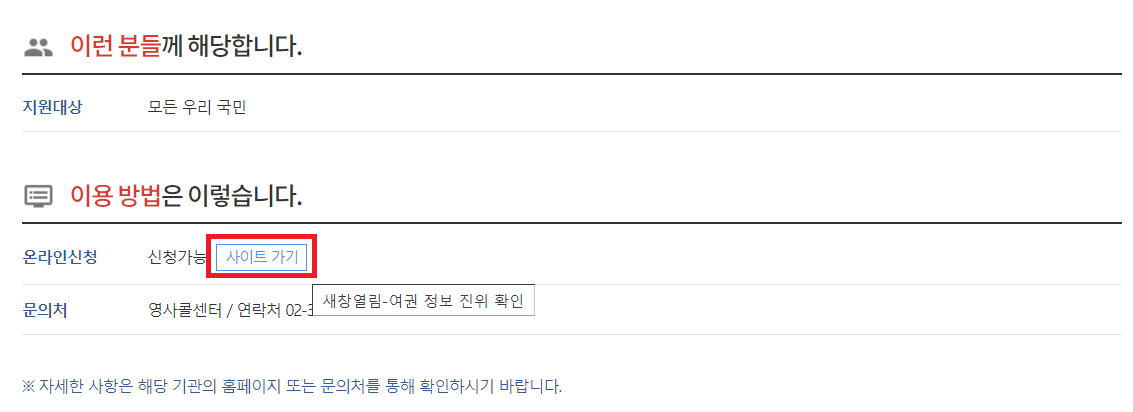 이런 분들께 해당합니다.
지원대상 모든 우리 국민
이용 방법은 이렇습니다.
온라인신청 신청가능 사이트 가기
새창열림-여권 정보 진위 확인
문의처 영사콜센터 / 연락처 02-3
※ 자세한 사항은 해당 기관의 홈페이지 또는 문의처를 통해 확인하시기 바랍니다.